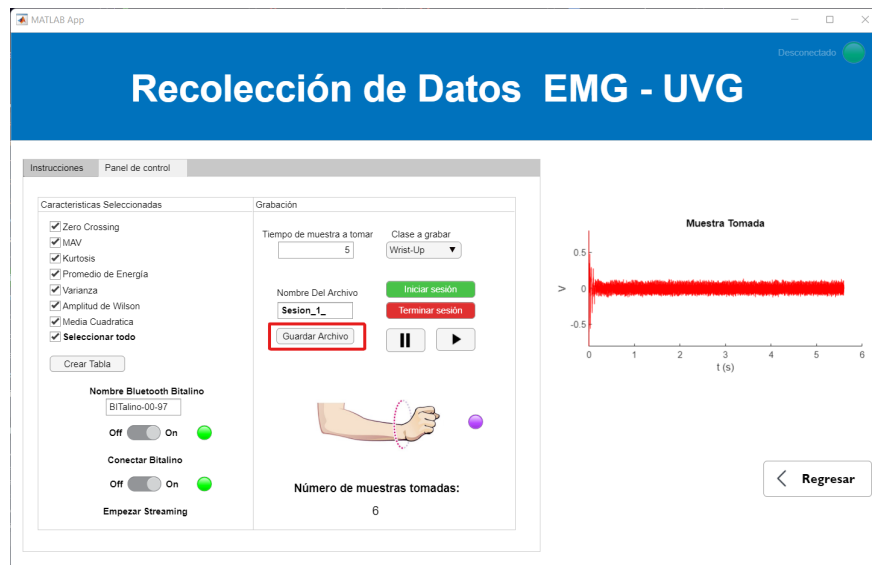 MATLAB App
Desconectado
Recolección de Datos EMG - UVG
Instrucciones
Panel de control
Caracteristicas Seleccionadas
Zero Crossing
MAV
Kurtosis
Promedio de Energía
Varianza
Amplitud de Wilson
Media Cuadratica
Seleccionar todo
Crear Tabla
Nombre Bluetooth Bitalino
BITalino-00-97
Off On
Conectar Bitalino
Off On
Empezar Streaming
Grabación
Tiempo de muestra a tomar
5
Clase a grabar
Wrist-Up
Nombre Del Archivo
Sesion_1_
Guardar Archivo
Iniciar sesión
Terminar sesión
Número de muestras tomadas:
6
Muestra Tomada
0.5
0
-0.5
V
0 1 2 3 4 5 6
t (s)
Regresar